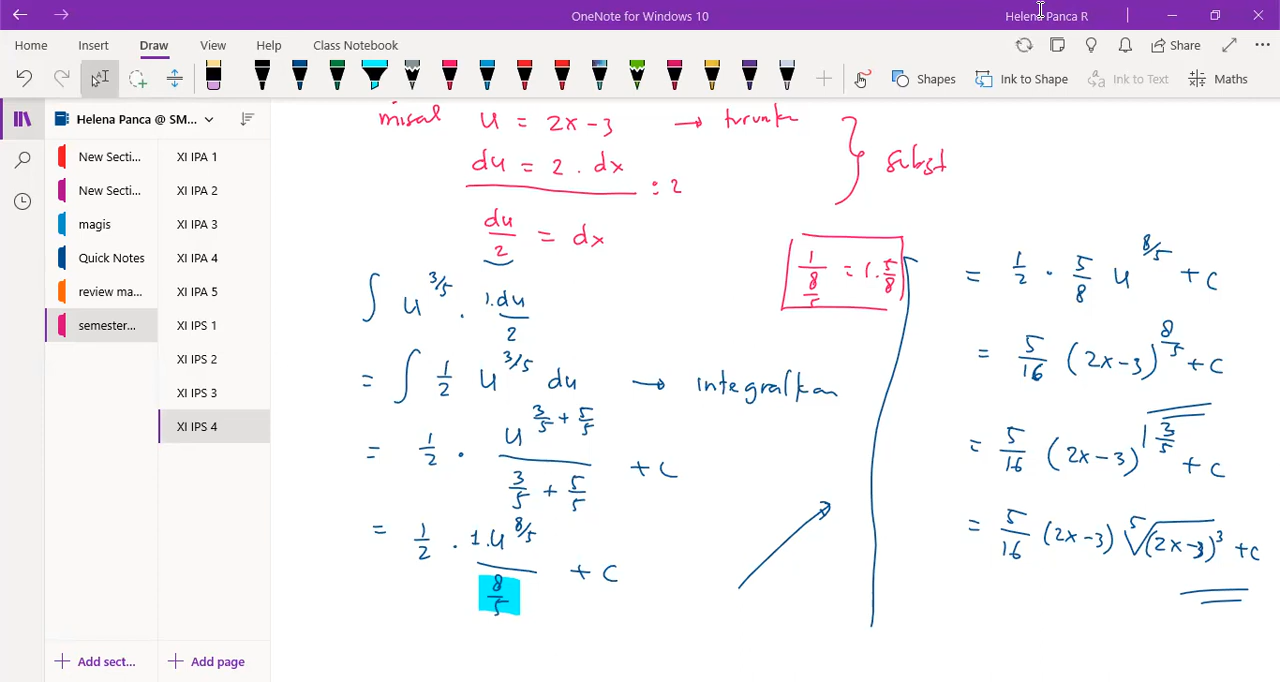 OneNote for Windows 10
Helena Panca R
Home Insert Draw View Help Class Notebook
Share
Shapes Ink to Shape Ink to Text Maths
Helena Panca @ SM...
New Secti...
New Secti...
magis
Quick Notes
review ma...
semester...
XI IPA 1
XI IPA 2
XI IPA 3
XI IPA 4
XI IPA 5
XI IPS 1
XI IPS 2
XI IPS 3
XI IPS 4
+ Add sect...
+ Add page
misal u = 2x-3 → turunkan
du = 2 . dx
: 2
} subst
du/2 = dx
∫ u^3/5 . 1.du/2
= ∫ 1/2 u^3/5 du → integralkan
= 1/2 . u^(3/5 + 5/5) / (3/5 + 5/5) + C
= 1/2 . 1.u^8/5 / (8/5) + C
1/(8/5) = 1. 5/8
= 1/2 . 5/8 u^8/5 + C
= 5/16 (2x-3)^8/5 + C
= 5/16 (2x-3)^1 3/5 + C
= 5/16 (2x-3) ⁵√(2x-3)³ + C